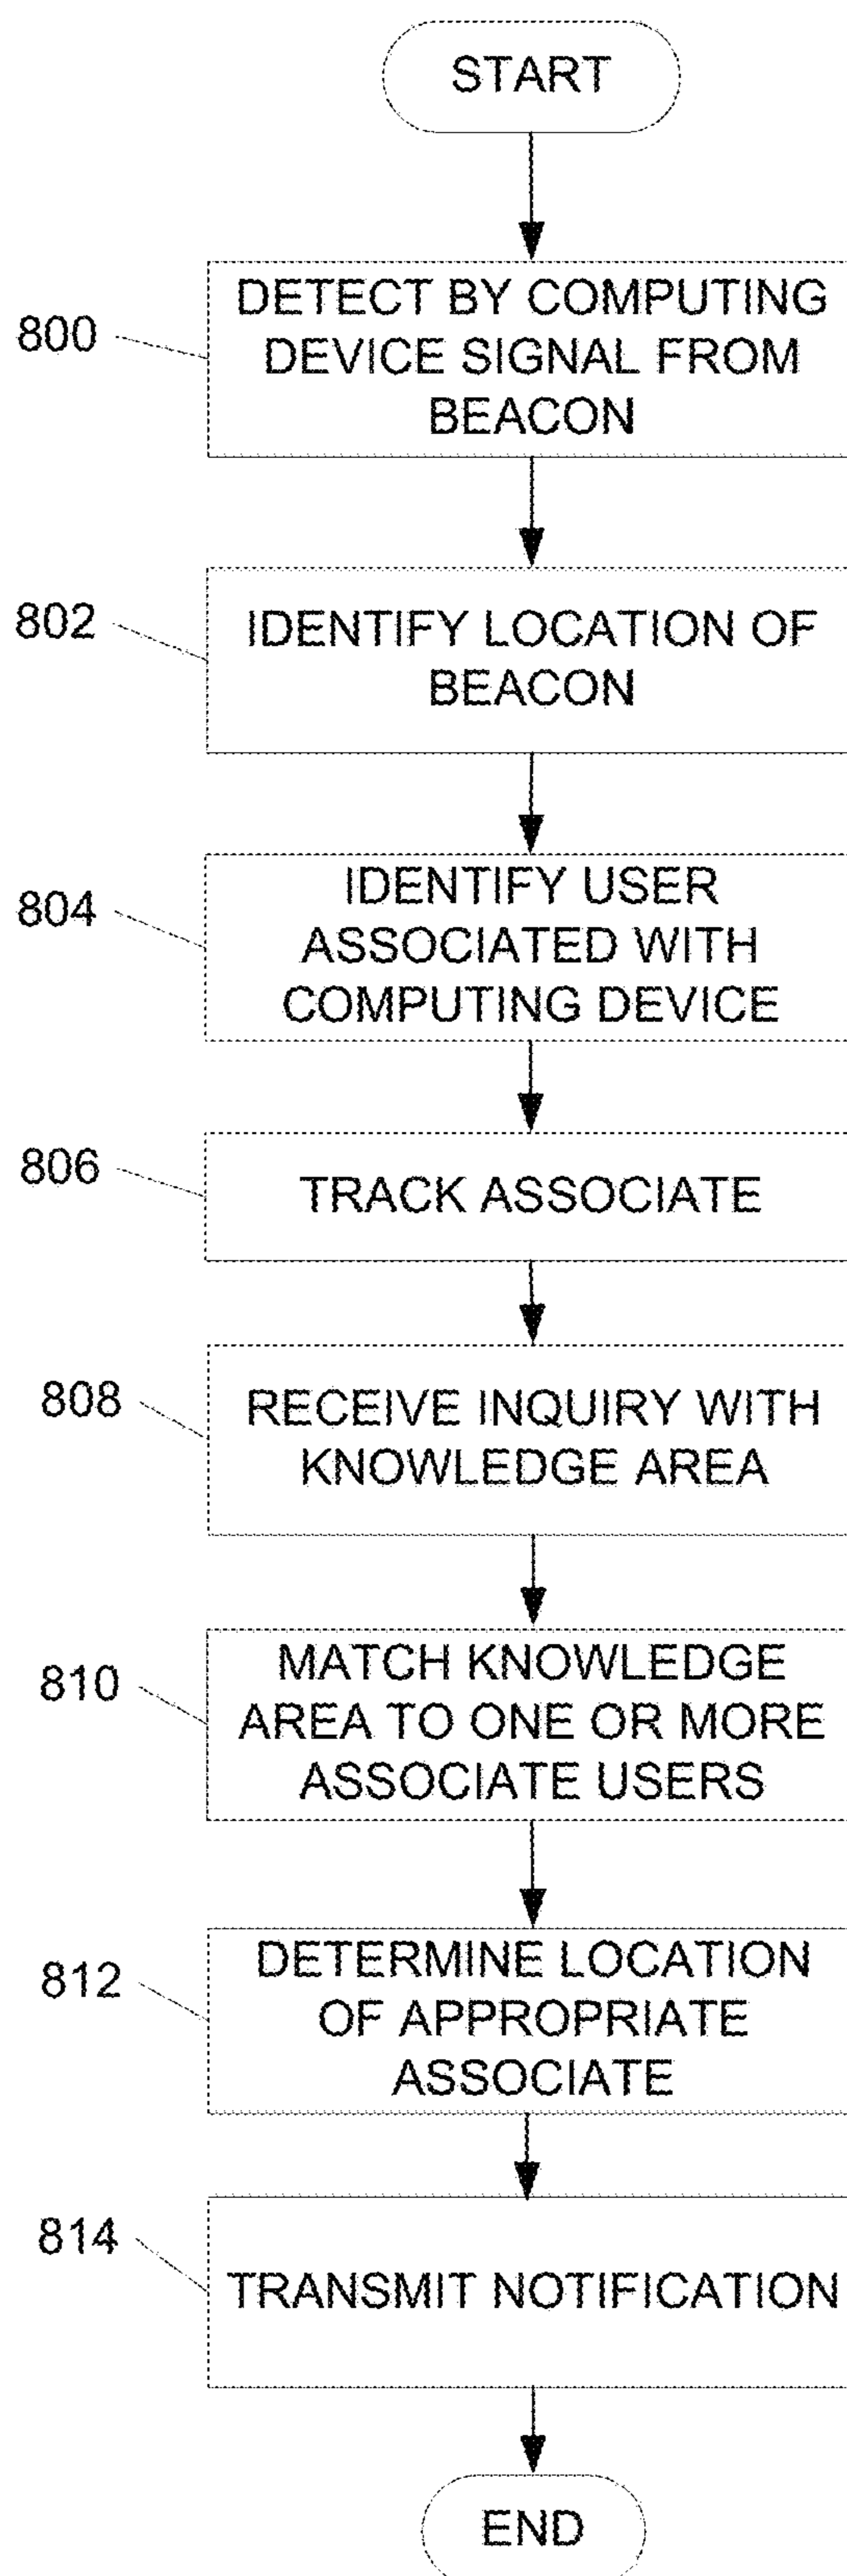 START
800
DETECT BY COMPUTING
DEVICE SIGNAL FROM
BEACON
802
IDENTIFY LOCATION OF
BEACON
804
IDENTIFY USER
ASSOCIATED WITH
COMPUTING DEVICE
806
TRACK ASSOCIATE
808
RECEIVE INQUIRY WITH
KNOWLEDGE AREA
810
MATCH KNOWLEDGE
AREA TO ONE OR MORE
ASSOCIATE USERS
812
DETERMINE LOCATION
OF APPROPRIATE
ASSOCIATE
814
TRANSMIT NOTIFICATION
END